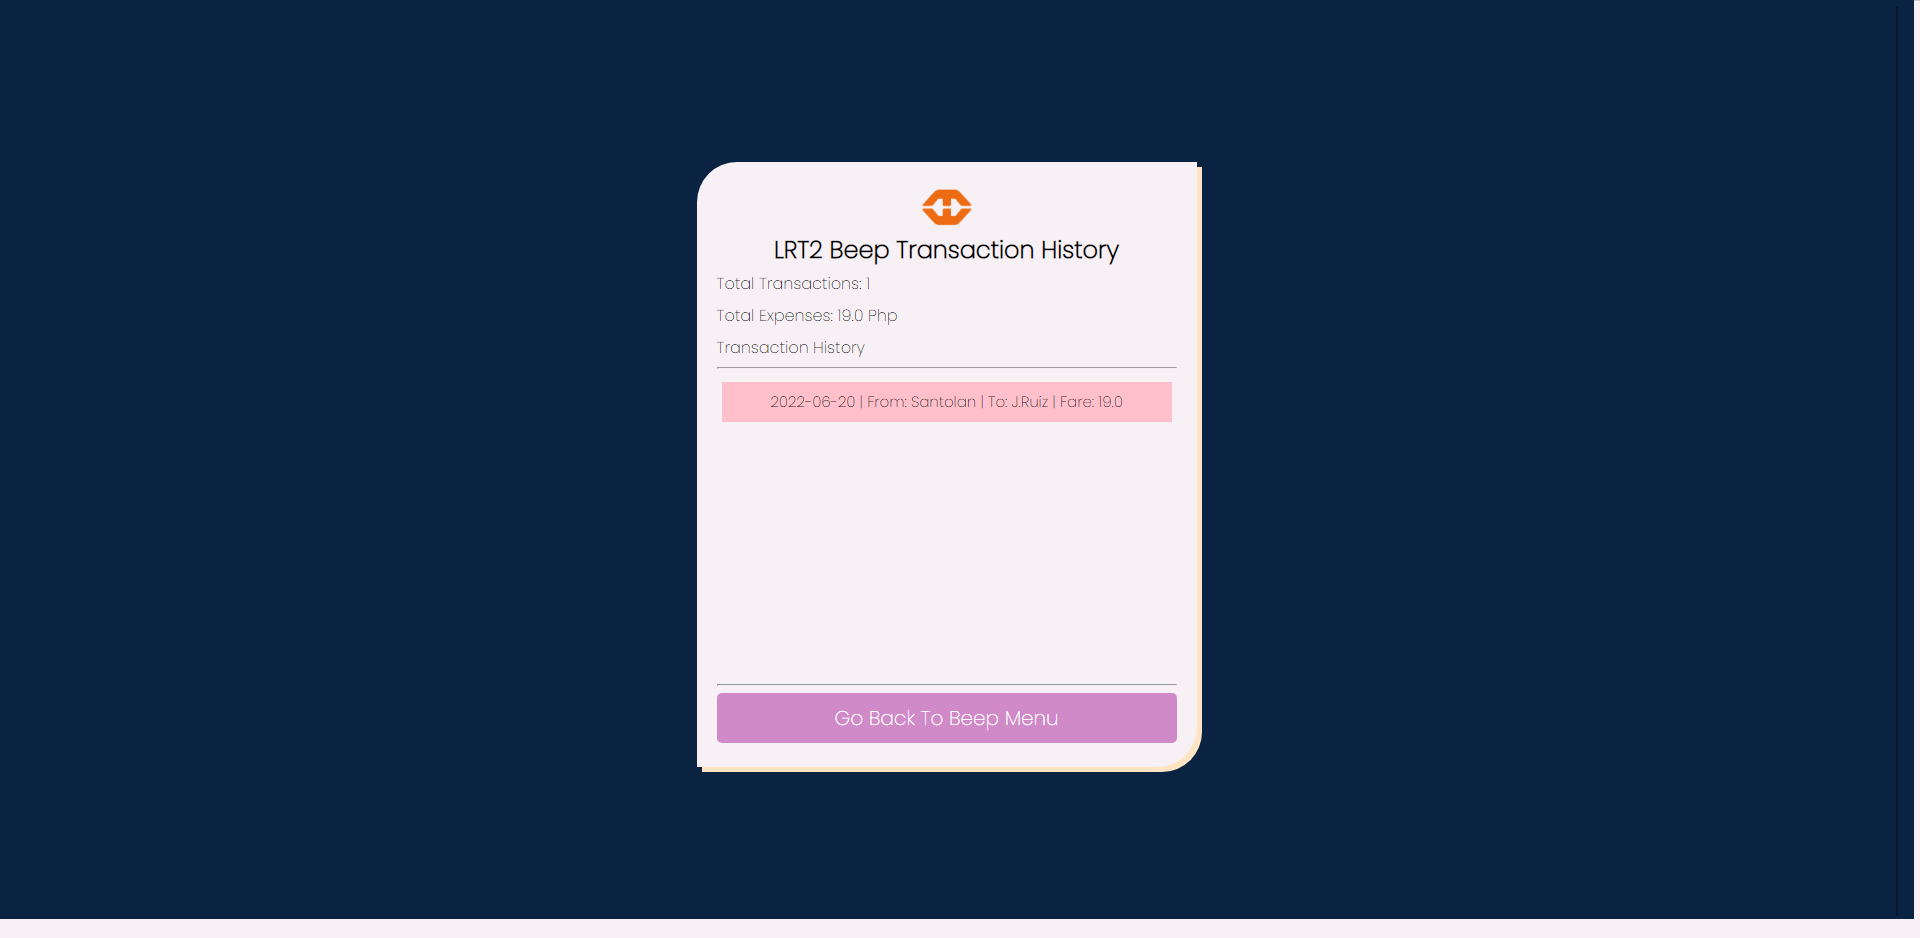 LRT2 Beep Transaction History
Total Transactions: 1
Total Expenses: 19.0 Php
Transaction History
2022-06-20 | From: Santolan | To: J.Ruiz | Fare: 19.0
Go Back To Beep Menu